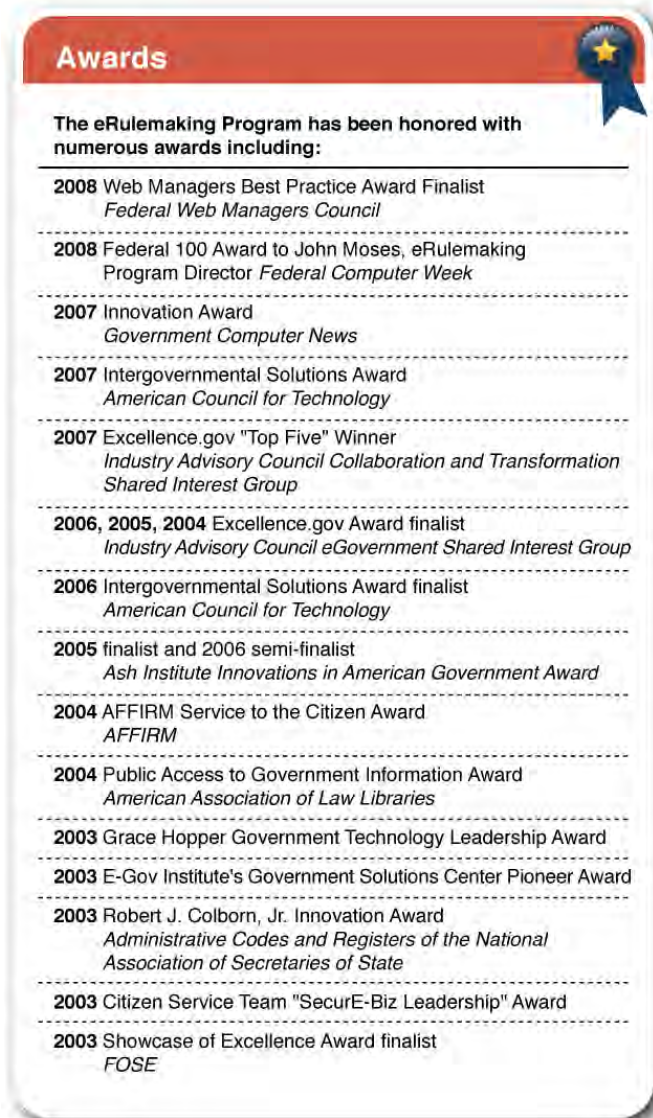 Awards
The eRulemaking Program has been honored with
numerous awards including:
2008 Web Managers Best Practice Award Finalist
Federal Web Managers Council
2008 Federal 100 Award to John Moses, eRulemaking
Program Director Federal Computer Week
2007 Innovation Award
Government Computer News
2007 Intergovernmental Solutions Award
American Council for Technology
2007 Excellence.gov "Top Five" Winner
Industry Advisory Council Collaboration and Transformation
Shared Interest Group
2006, 2005, 2004 Excellence.gov Award finalist
Industry Advisory Council eGovernment Shared Interest Group
2006 Intergovernmental Solutions Award finalist
American Council for Technology
2005 finalist and 2006 semi-finalist
Ash Institute Innovations in American Government Award
2004 AFFIRM Service to the Citizen Award
AFFIRM
2004 Public Access to Government Information Award
American Association of Law Libraries
2003 Grace Hopper Government Technology Leadership Award
2003 E-Gov Institute's Government Solutions Center Pioneer Award
2003 Robert J. Colborn, Jr. Innovation Award
Administrative Codes and Registers of the National
Association of Secretaries of State
2003 Citizen Service Team "SecurE-Biz Leadership" Award
2003 Showcase of Excellence Award finalist
FOSE